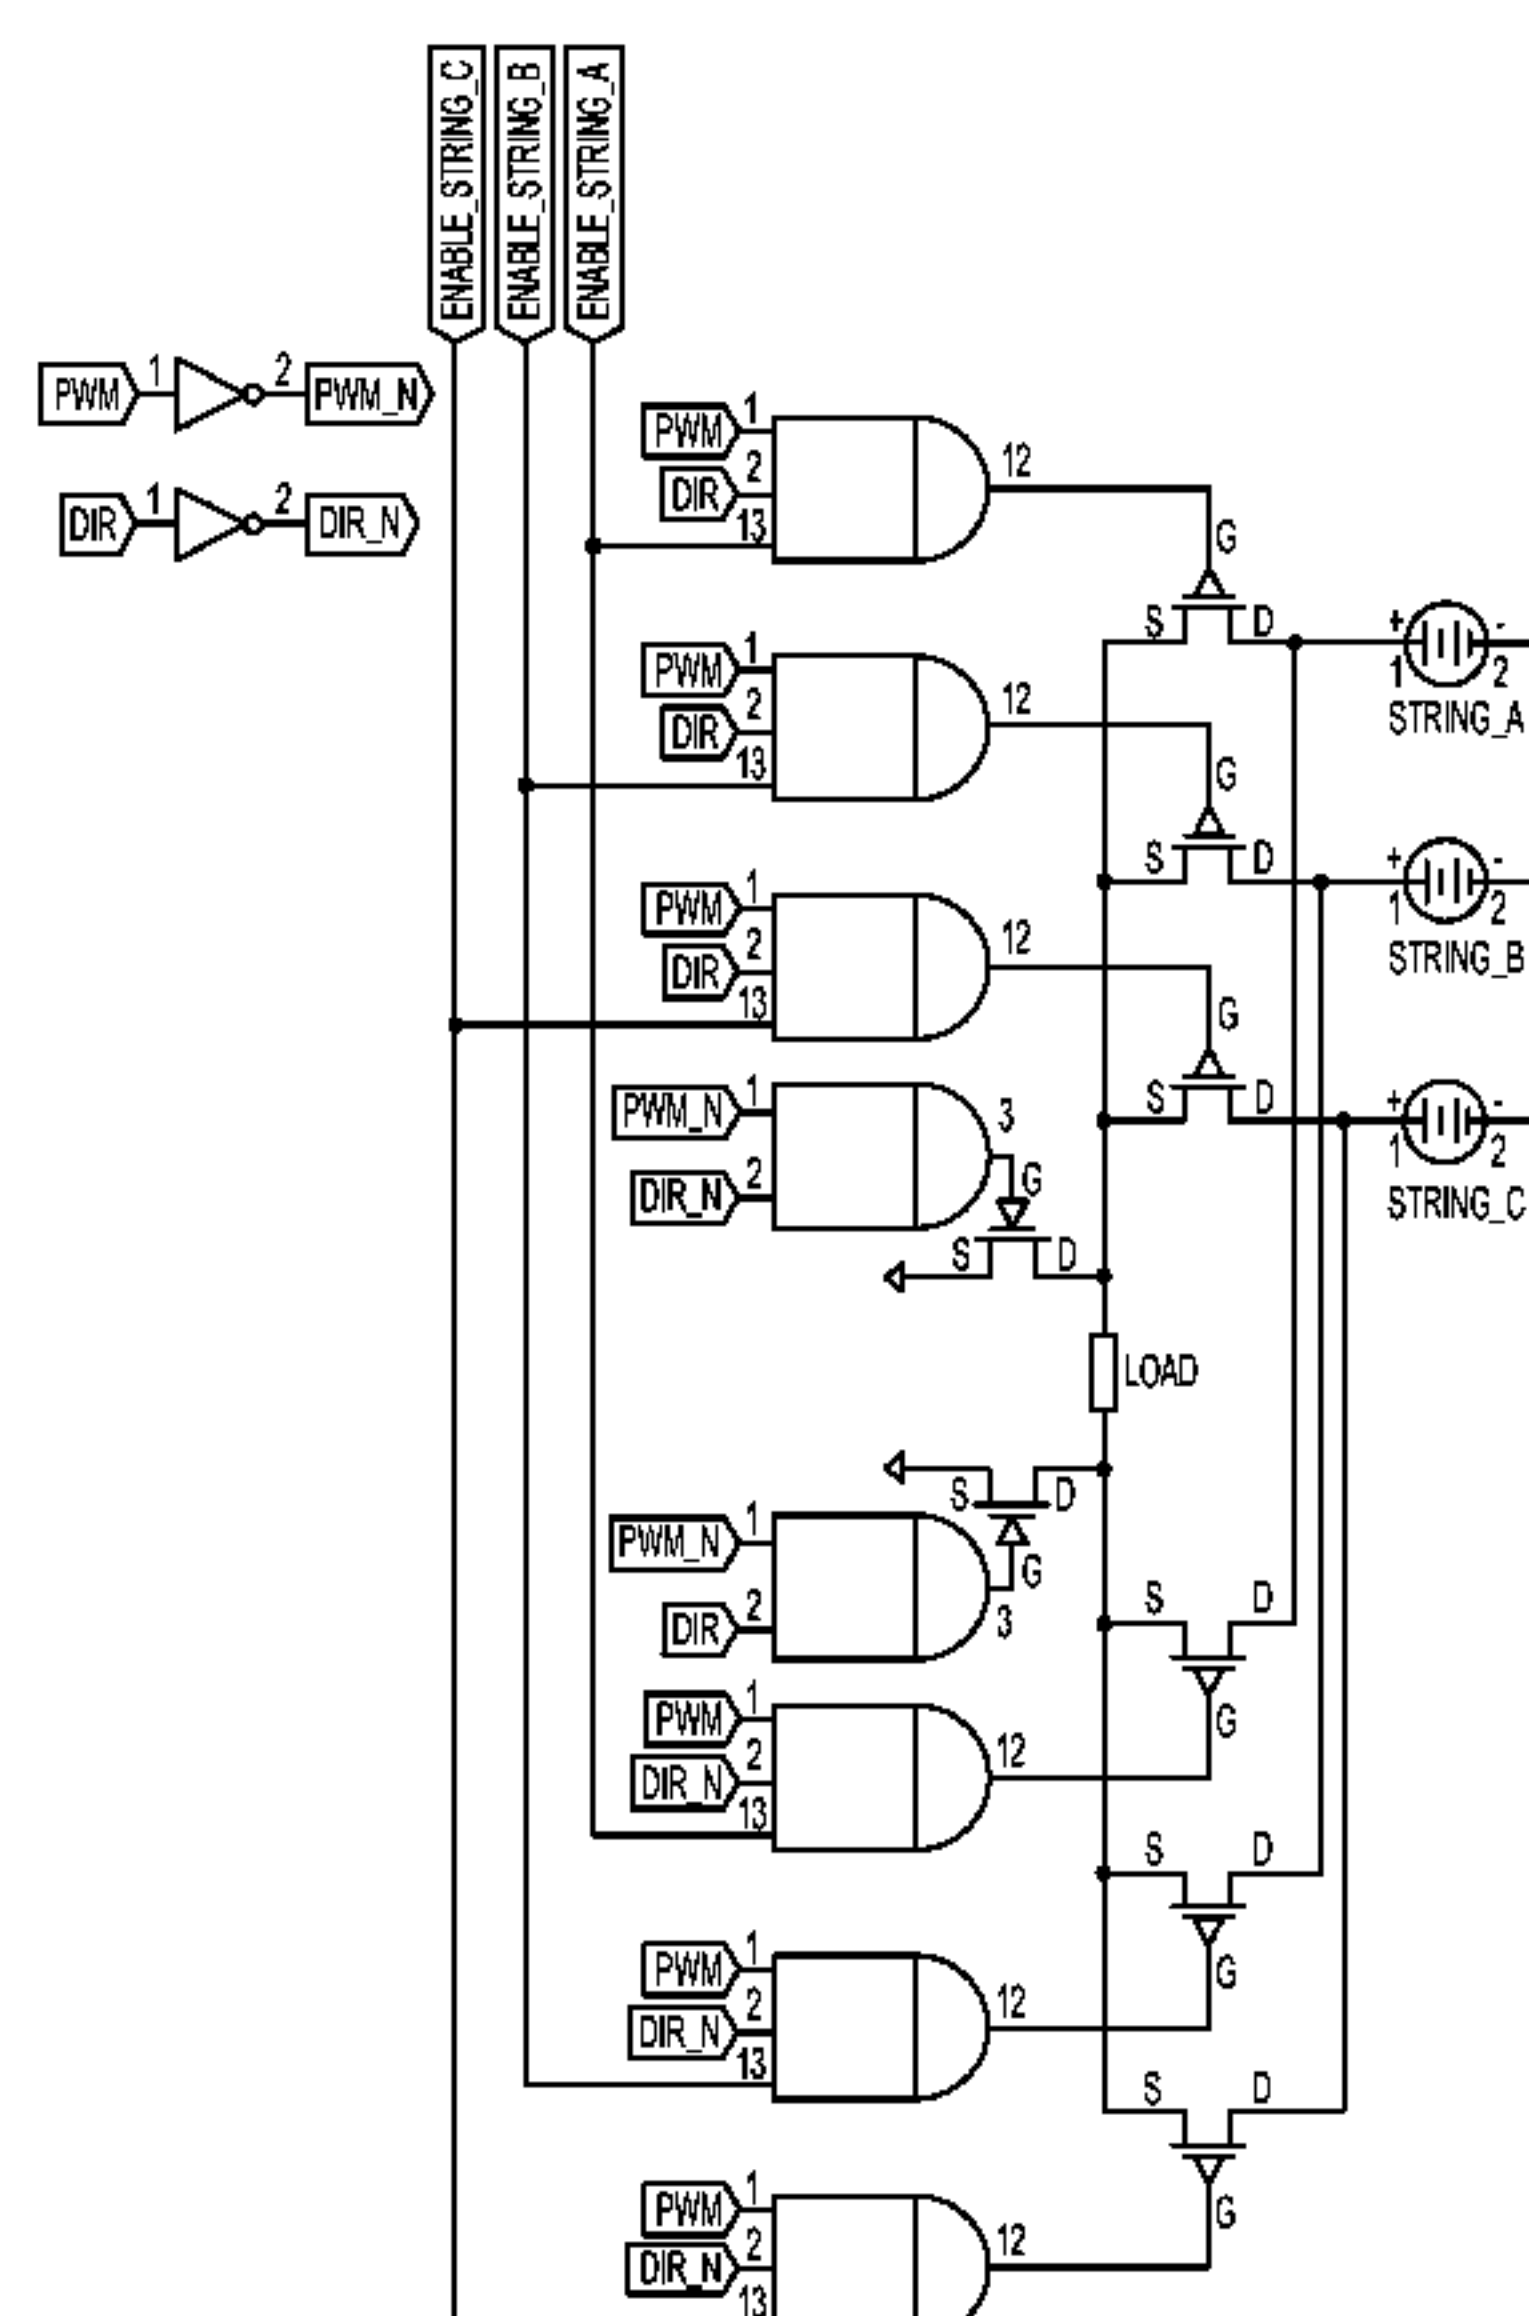 ENABLE_STRING_C
ENABLE_STRING_B
ENABLE_STRING_A
PWM 1 2 PWM_N
DIR 1 2 DIR_N
PWM 1
DIR 2
13
12
G
S D
+ -
1 2
STRING_A
PWM 1
DIR 2
13
12
G
S D
+ -
1 2
STRING_B
PWM 1
DIR 2
13
12
G
S D
+ -
1 2
STRING_C
PWM_N 1
DIR_N 2
3
G
S D
LOAD
S D
G
PWM_N 1
DIR 2
3
S D
G
PWM 1
DIR_N 2
13
12
S D
G
PWM 1
DIR_N 2
13
12
S D
G
PWM 1
DIR_N 2
13
12